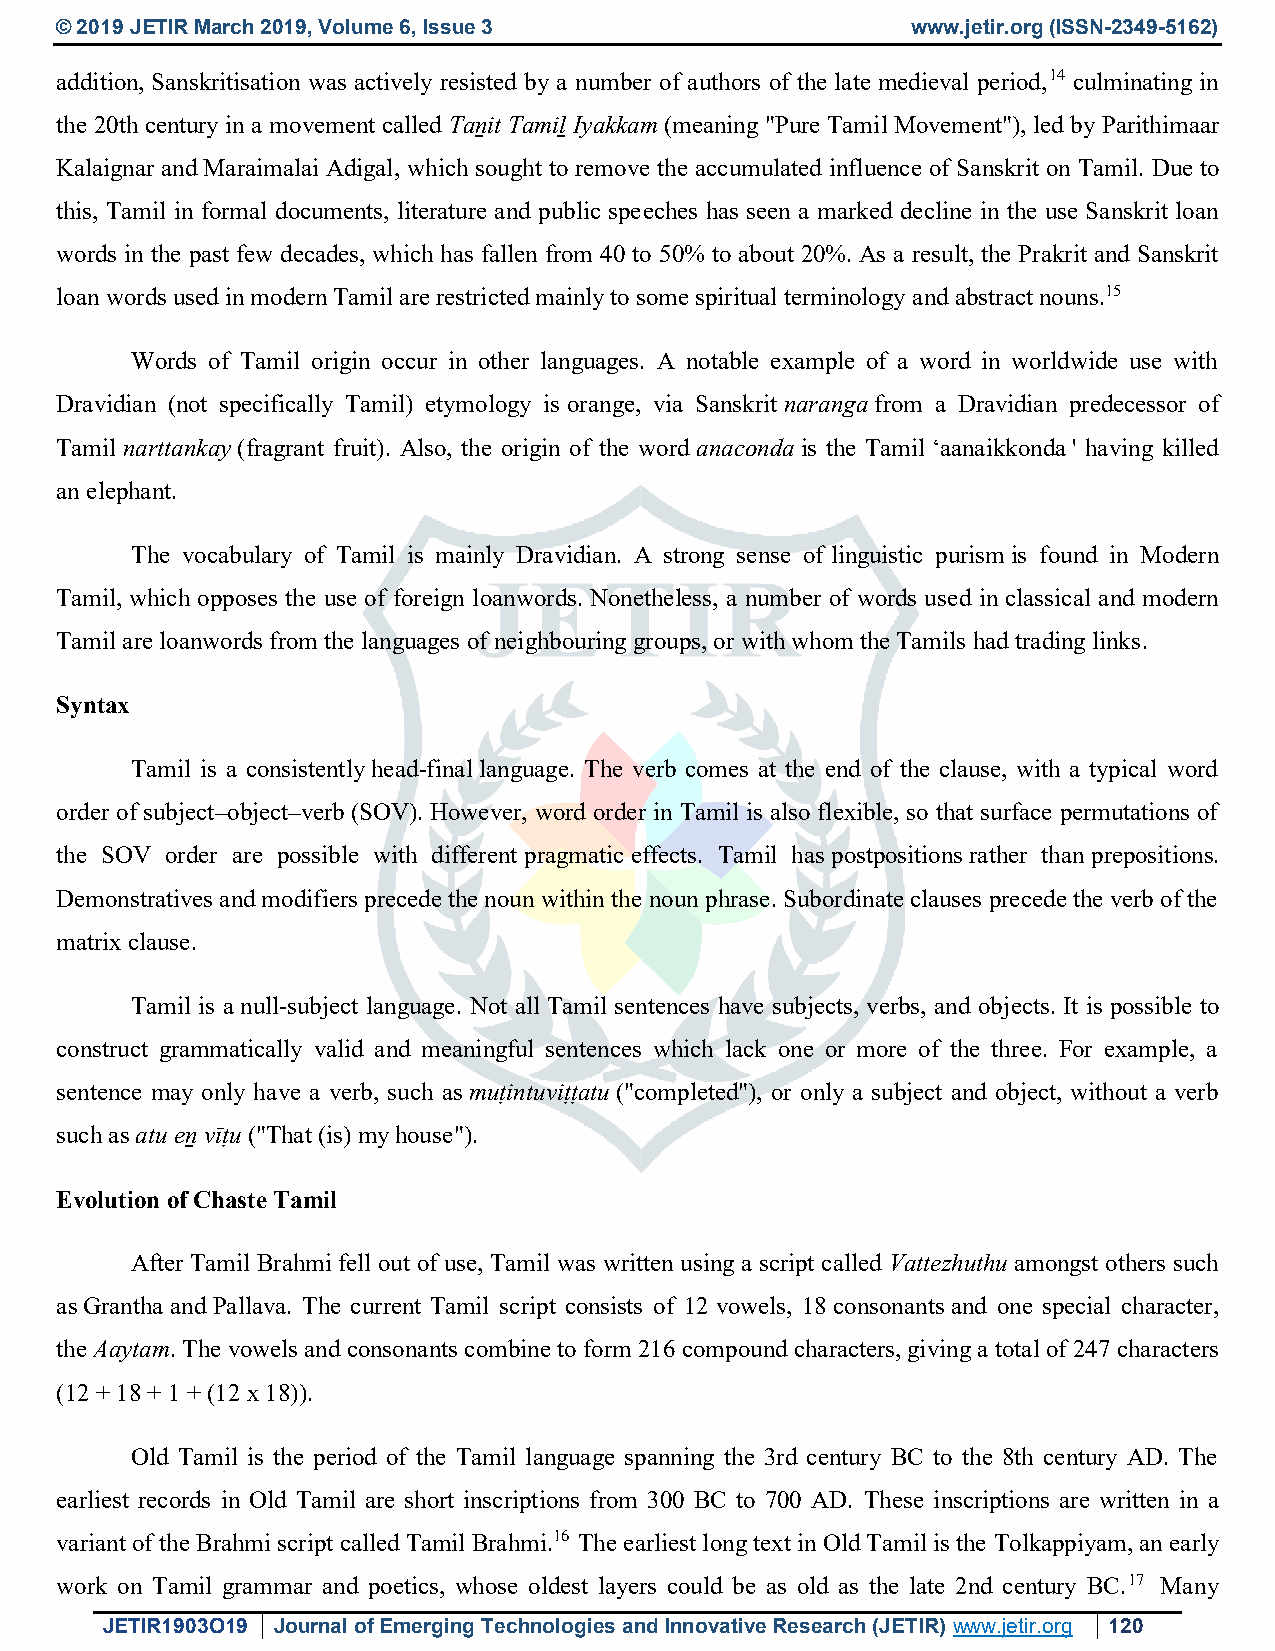 © 2019 JETIR March 2019, Volume 6, Issue 3 www.jetir.org (ISSN-2349-5162)
addition, Sanskritisation was actively resisted by a number of authors of the late medieval period,14 culminating in
the 20th century in a movement called Taṉit Tamiḻ Iyakkam (meaning "Pure Tamil Movement"), led by Parithimaar
Kalaignar and Maraimalai Adigal, which sought to remove the accumulated influence of Sanskrit on Tamil. Due to
this, Tamil in formal documents, literature and public speeches has seen a marked decline in the use Sanskrit loan
words in the past few decades, which has fallen from 40 to 50% to about 20%. As a result, the Prakrit and Sanskrit
loan words used in modern Tamil are restricted mainly to some spiritual terminology and abstract nouns.15
Words of Tamil origin occur in other languages. A notable example of a word in worldwide use with
Dravidian (not specifically Tamil) etymology is orange, via Sanskrit naranga from a Dravidian predecessor of
Tamil narttankay (fragrant fruit). Also, the origin of the word anaconda is the Tamil ‘aanaikkonda ' having killed
an elephant.
The vocabulary of Tamil is mainly Dravidian. A strong sense of linguistic purism is found in Modern
Tamil, which opposes the use of foreign loanwords. Nonetheless, a number of words used in classical and modern
Tamil are loanwords from the languages of neighbouring groups, or with whom the Tamils had trading links.
JETIR
Syntax
Tamil is a consistently head-final language. The verb comes at the end of the clause, with a typical word
order of subject–object–verb (SOV). However, word order in Tamil is also flexible, so that surface permutations of
the SOV order are possible with different pragmatic effects. Tamil has postpositions rather than prepositions.
Demonstratives and modifiers precede the noun within the noun phrase. Subordinate clauses precede the verb of the
matrix clause.
Tamil is a null-subject language. Not all Tamil sentences have subjects, verbs, and objects. It is possible to
construct grammatically valid and meaningful sentences which lack one or more of the three. For example, a
sentence may only have a verb, such as muṭintuviṭṭatu ("completed"), or only a subject and object, without a verb
such as atu eṉ vīṭu ("That (is) my house").
Evolution of Chaste Tamil
After Tamil Brahmi fell out of use, Tamil was written using a script called Vattezhuthu amongst others such
as Grantha and Pallava. The current Tamil script consists of 12 vowels, 18 consonants and one special character,
the Aaytam. The vowels and consonants combine to form 216 compound characters, giving a total of 247 characters
(12 + 18 + 1 + (12 x 18)).
Old Tamil is the period of the Tamil language spanning the 3rd century BC to the 8th century AD. The
earliest records in Old Tamil are short inscriptions from 300 BC to 700 AD. These inscriptions are written in a
variant of the Brahmi script called Tamil Brahmi.16 The earliest long text in Old Tamil is the Tolkappiyam, an early
work on Tamil grammar and poetics, whose oldest layers could be as old as the late 2nd century BC.17 Many
JETIR1903O19 Journal of Emerging Technologies and Innovative Research (JETIR) www.jetir.org 120